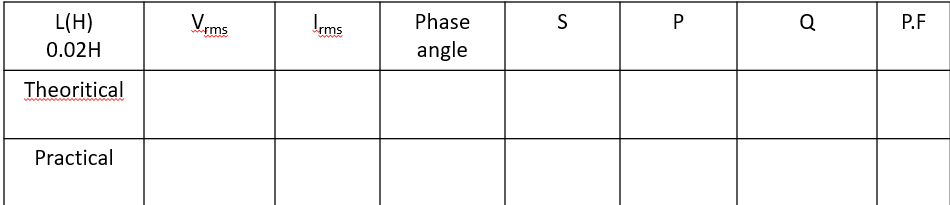 L(H) Vrms Irms Phase S P Q P.F
0.02H angle
Theoritical
Practical